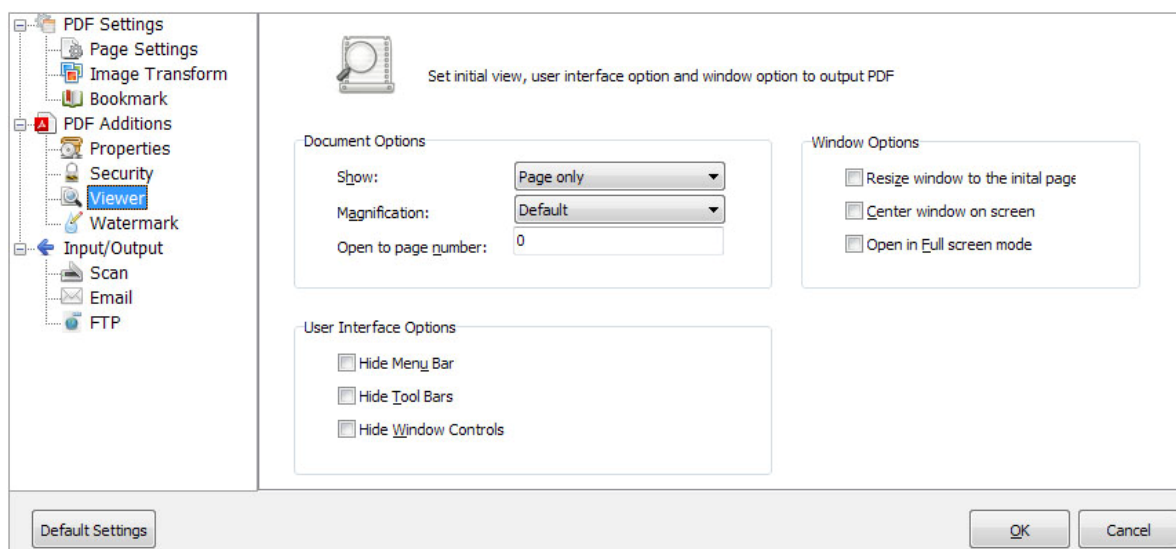 PDF Settings
Page Settings
Image Transform
Bookmark
PDF Additions
Properties
Security
Viewer
Watermark
Input/Output
Scan
Email
FTP
Set initial view, user interface option and window option to output PDF
Document Options
Show: Page only
Magnification: Default
Open to page number: 0
Window Options
Resize window to the inital page
Center window on screen
Open in Full screen mode
User Interface Options
Hide Menu Bar
Hide Tool Bars
Hide Window Controls
Default Settings
OK
Cancel